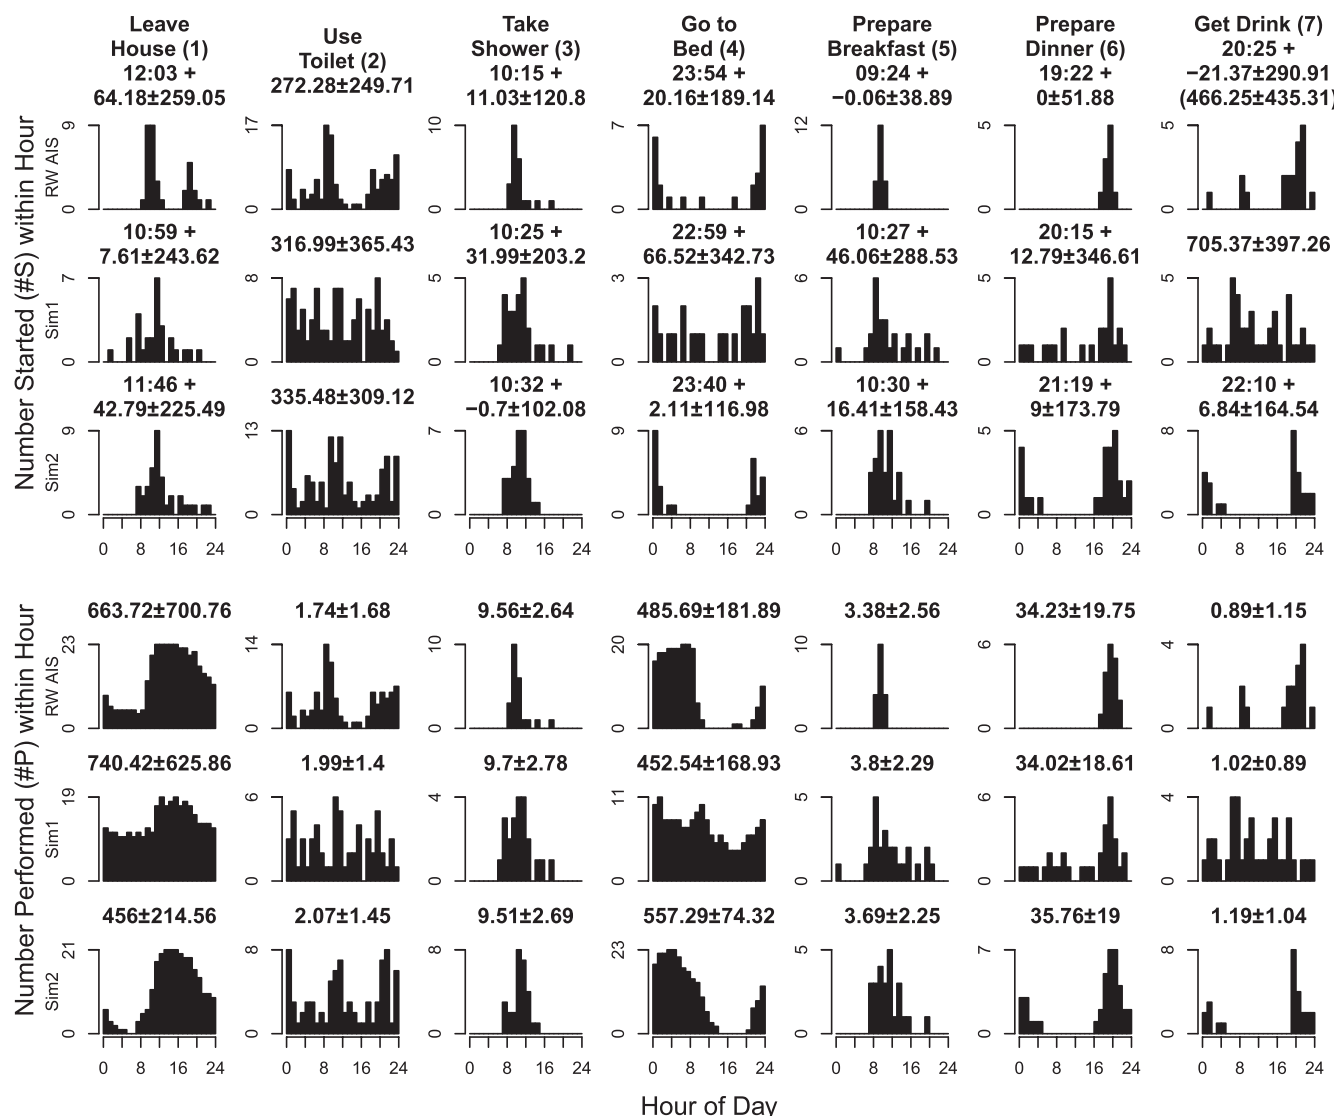 Leave
House (1)
12:03 +
64.18±259.05
Use
Toilet (2)
272.28±249.71
Take
Shower (3)
10:15 +
11.03±120.8
Go to
Bed (4)
23:54 +
20.16±189.14
Prepare
Breakfast (5)
09:24 +
−0.06±38.89
Prepare
Dinner (6)
19:22 +
0±51.88
Get Drink (7)
20:25 +
−21.37±290.91
(466.25±435.31)
Number Started (#S) within Hour
RW AIS
0 9
0 17
0 10
0 7
0 12
0 5
0 5
10:59 +
7.61±243.62
316.99±365.43
10:25 +
31.99±203.2
22:59 +
66.52±342.73
10:27 +
46.06±288.53
20:15 +
12.79±346.61
705.37±397.26
Sim1
0 7
0 8
0 5
0 3
0 6
0 5
0 5
11:46 +
42.79±225.49
335.48±309.12
10:32 +
−0.7±102.08
23:40 +
2.11±116.98
10:30 +
16.41±158.43
21:19 +
9±173.79
22:10 +
6.84±164.54
Sim2
0 9
0 13
0 7
0 9
0 6
0 5
0 8
0 8 16 24
0 8 16 24
0 8 16 24
0 8 16 24
0 8 16 24
0 8 16 24
0 8 16 24
Number Performed (#P) within Hour
663.72±700.76
1.74±1.68
9.56±2.64
485.69±181.89
3.38±2.56
34.23±19.75
0.89±1.15
RW AIS
0 23
0 14
0 10
0 20
0 10
0 6
0 4
740.42±625.86
1.99±1.4
9.7±2.78
452.54±168.93
3.8±2.29
34.02±18.61
1.02±0.89
Sim1
0 19
0 6
0 4
0 11
0 5
0 6
0 4
456±214.56
2.07±1.45
9.51±2.69
557.29±74.32
3.69±2.25
35.76±19
1.19±1.04
Sim2
0 21
0 8
0 8
0 23
0 5
0 7
0 8
0 8 16 24
0 8 16 24
0 8 16 24
0 8 16 24
0 8 16 24
0 8 16 24
0 8 16 24
Hour of Day